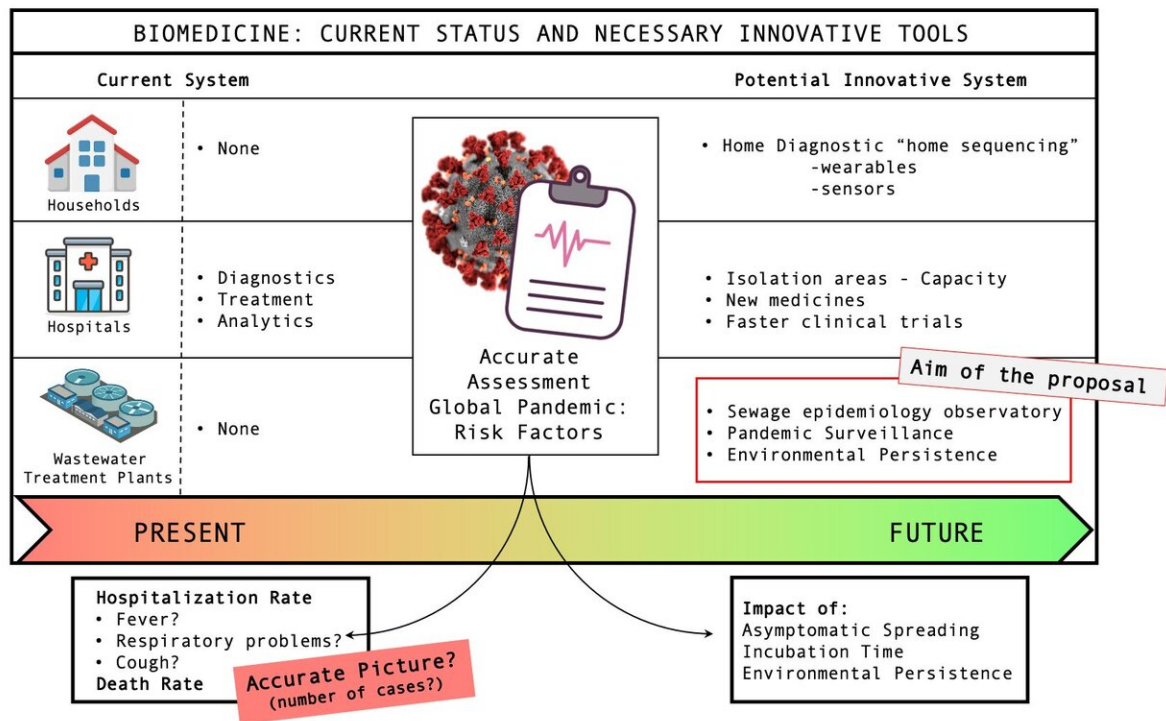 BIOMEDICINE: CURRENT STATUS AND NECESSARY INNOVATIVE TOOLS
Current System
Potential Innovative System
Households
• None
• Home Diagnostic “home sequencing”
-wearables
-sensors
Hospitals
• Diagnostics
• Treatment
• Analytics
• Isolation areas - Capacity
• New medicines
• Faster clinical trials
Accurate
Assessment
Global Pandemic:
Risk Factors
Aim of the proposal
Wastewater
Treatment Plants
• None
• Sewage epidemiology observatory
• Pandemic Surveillance
• Environmental Persistence
PRESENT
FUTURE
Hospitalization Rate
• Fever?
• Respiratory problems?
• Cough?
Death Rate
Accurate Picture?
(number of cases?)
Impact of:
Asymptomatic Spreading
Incubation Time
Environmental Persistence